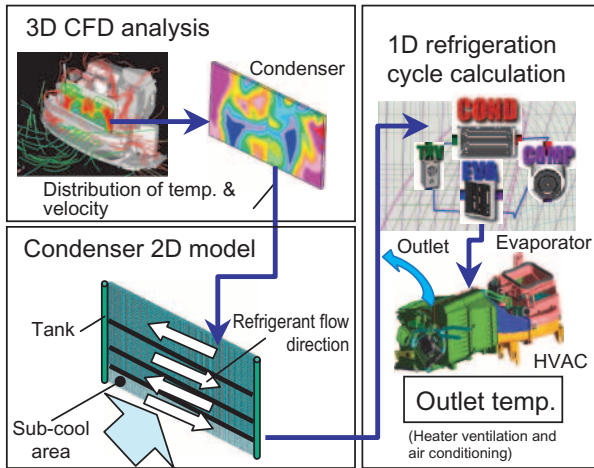 3D CFD analysis
Condenser
Distribution of temp. &
velocity
Condenser 2D model
Tank
Refrigerant flow
direction
Sub-cool
area
1D refrigeration
cycle calculation
COND
TXV
EVA
COMP
Outlet
Evaporator
HVAC
Outlet temp.
(Heater ventilation and
air conditioning)